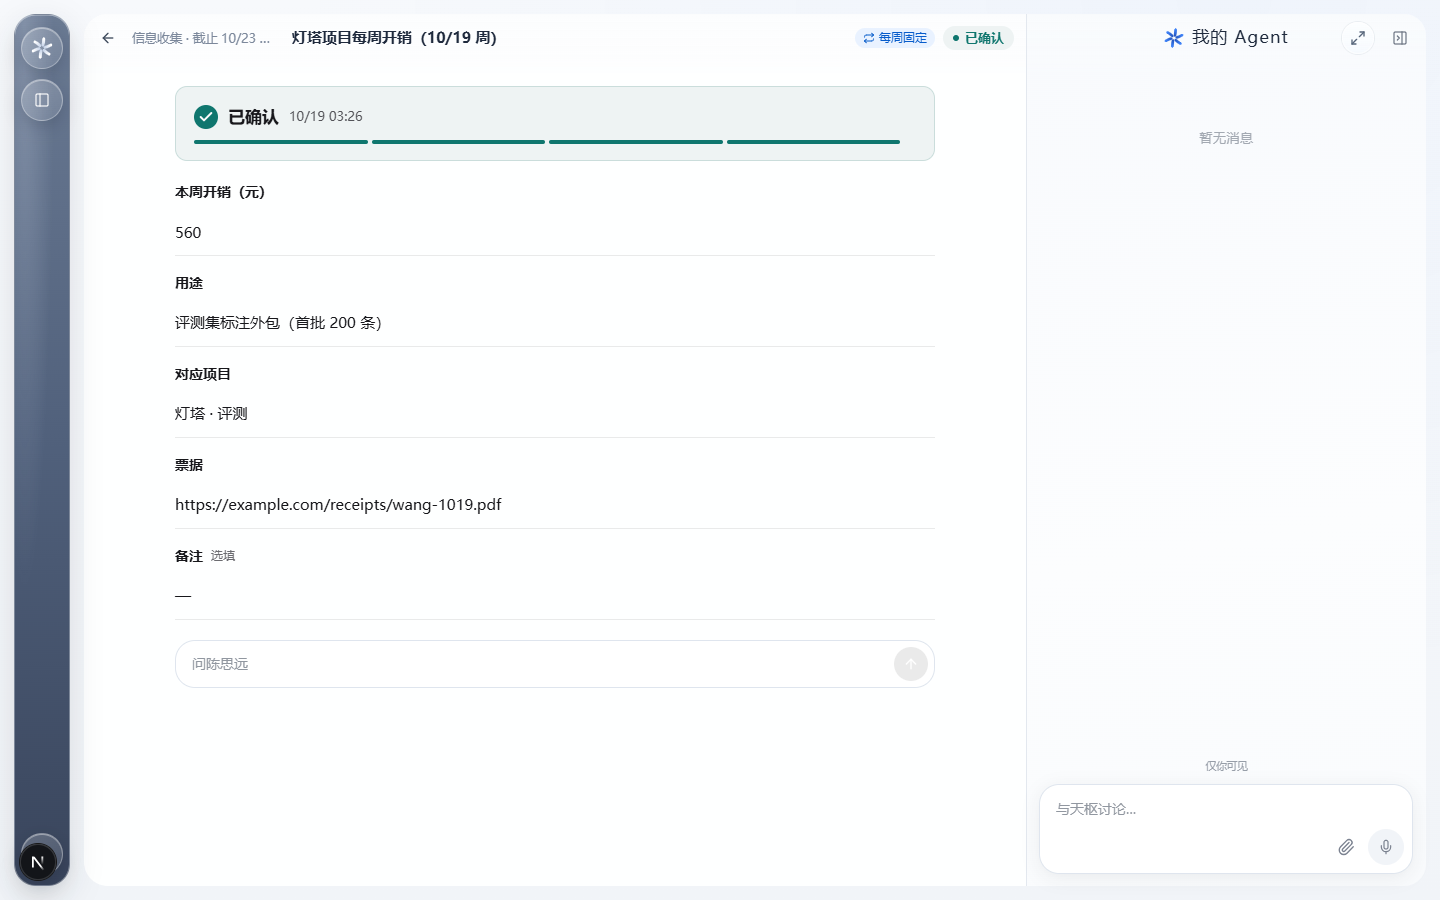 信息收集 · 截止 10/23 ...
灯塔项目每周开销（10/19 周）
每周固定
已确认
已确认 10/19 03:26
本周开销（元）
560
用途
评测集标注外包（首批 200 条）
对应项目
灯塔 · 评测
票据
https://example.com/receipts/wang-1019.pdf
备注 选填
—
问陈思远
N
我的 Agent
暂无消息
仅你可见
与天枢讨论...